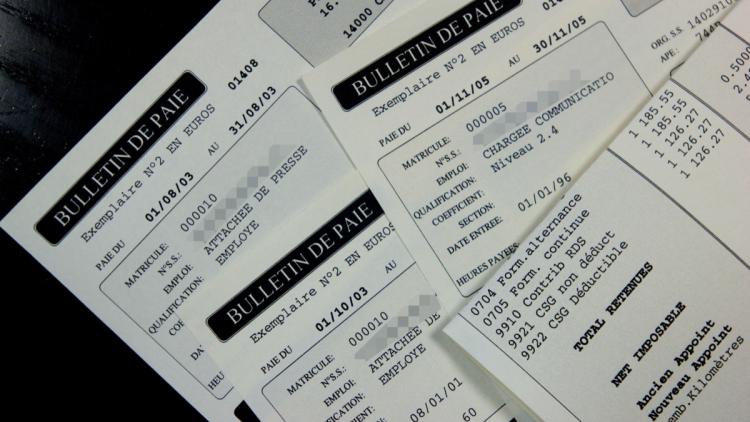 16.
14000 C
BULLETIN DE PAIE
Exemplaire N°2 EN EUROS
01408
PAIE DU 01/08/03 AU 31/08/03
MATRICULE: 000010
N°S.S.:
EMPLOI: ATTACHEE DE PRESSE
QUALIFICATION: EMPLOYE
BULLETIN DE PAIE
Exemplaire N°2 EN EUROS
PAIE DU 01/10/03 AU
MATRICULE: 000010
N°S.S.:
EMPLOI: ATTACHEE DE
EMPLOYE
08/01/01
60
BULLETIN DE PAIE
Exemplaire N°2 EN EUROS
PAIE DU 01/11/05 AU 30/11/05
MATRICULE: 000005
N°S.S.:
EMPLOI: CHARGEE COMMUNICATIO
QUALIFICATION: Niveau 2.4
COEFFICIENT:
SECTION:
DATE ENTREE: 01/01/96
HEURES PAYEES
ORG. S.S.
APE:
0.500
1 185.55
1 185.55
1 126.27
1 126.27
1 126.27
0704 Form.alternance
0705 Form. continue
9910 Contrib RDS
9921 CSG non déduct
9922 CSG Déductible
TOTAL RETENUES
NET IMPOSABLE
Ancien Appoint
Nouveau Appoint
emb.Kilomètres